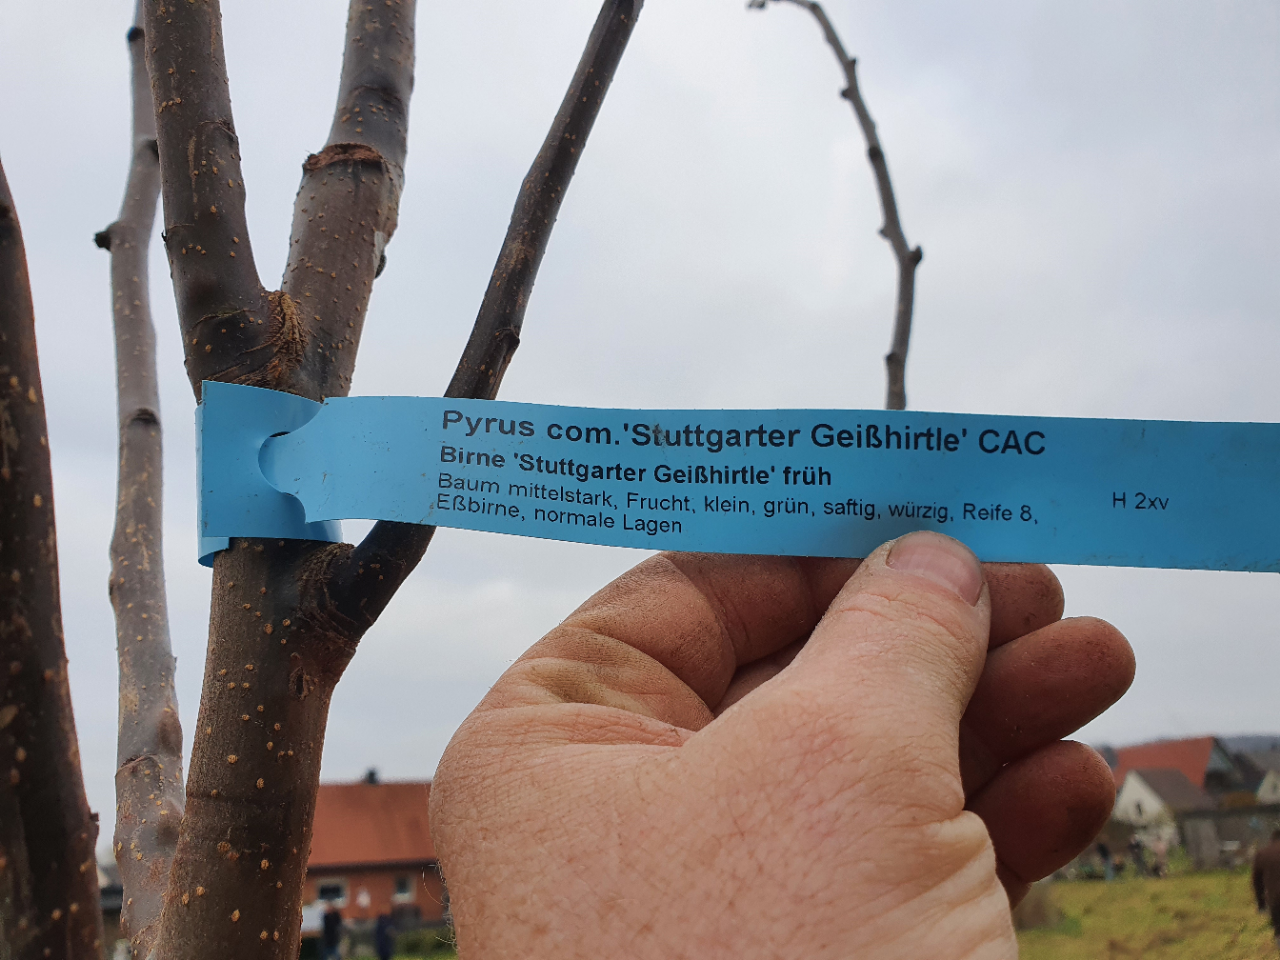 Pyrus com.'Stuttgarter Geißhirtle' CAC
Birne 'Stuttgarter Geißhirtle' früh
Baum mittelstark, Frucht, klein, grün, saftig, würzig, Reife 8,
Eßbirne, normale Lagen
H 2xv